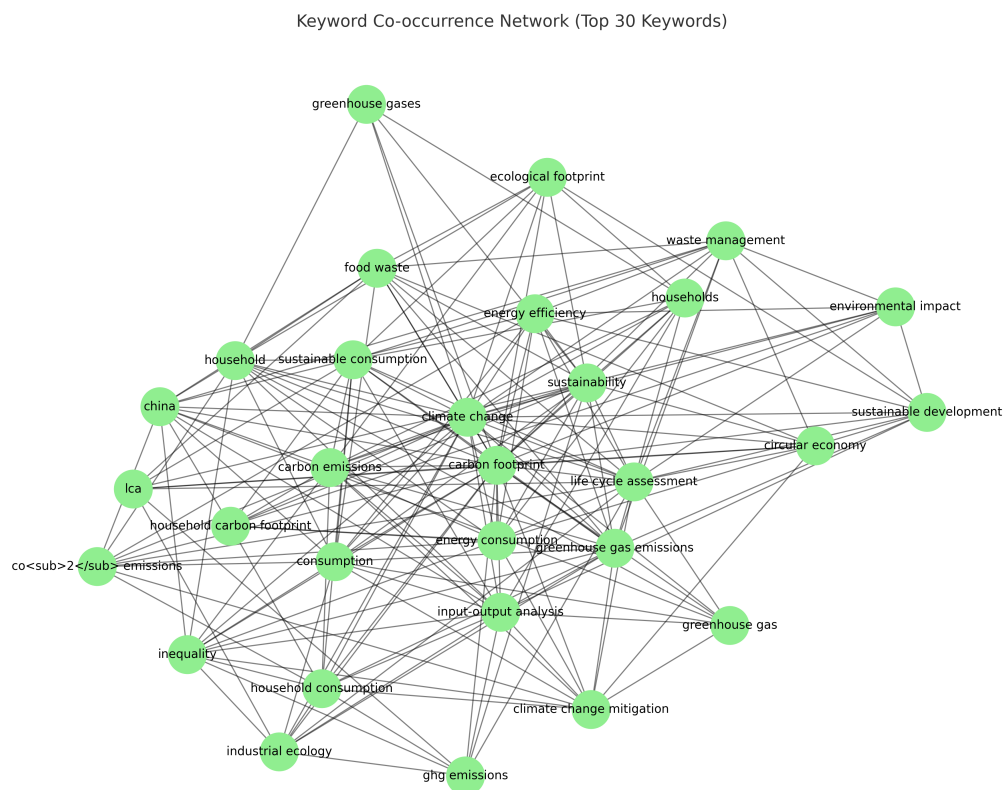 Keyword Co-occurrence Network (Top 30 Keywords)
greenhouse gases
ecological footprint
waste management
food waste
households
environmental impact
energy efficiency
household
sustainable consumption
sustainability
china
climate change
sustainable development
circular economy
carbon emissions
carbon footprint
life cycle assessment
lca
household carbon footprint
energy consumption
greenhouse gas emissions
consumption
co<sub>2</sub> emissions
input-output analysis
greenhouse gas
inequality
household consumption
climate change mitigation
industrial ecology
ghg emissions